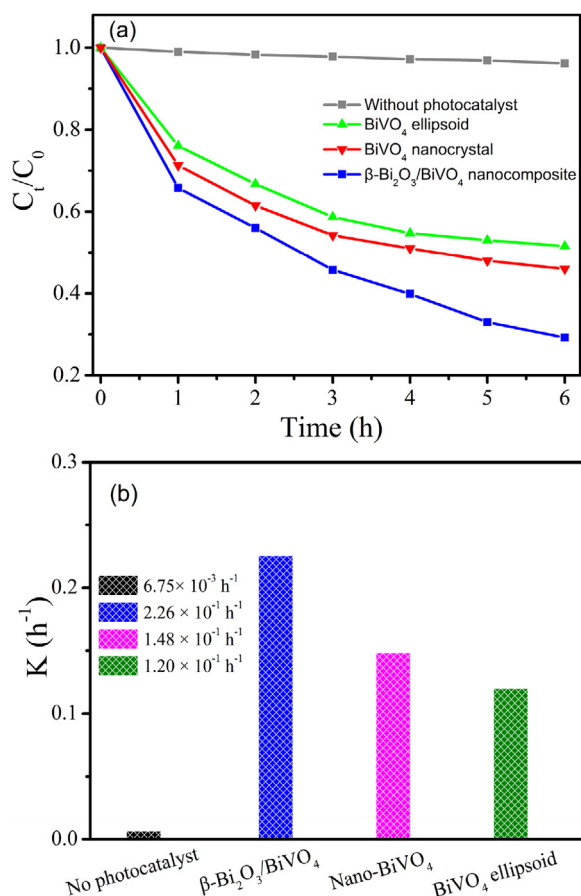 (a)
1.0
0.8
0.6
0.4
0.2
C_t/C_0
Without photocatalyst
BiVO₄ ellipsoid
BiVO₄ nanocrystal
β-Bi₂O₃/BiVO₄ nanocomposite
0 1 2 3 4 5 6
Time (h)
(b)
0.3
0.2
0.1
0.0
K (h⁻¹)
6.75× 10⁻³ h⁻¹
2.26 × 10⁻¹ h⁻¹
1.48 × 10⁻¹ h⁻¹
1.20 × 10⁻¹ h⁻¹
No photocatalyst
β-Bi₂O₃/BiVO₄
Nano-BiVO₄
BiVO₄ ellipsoid